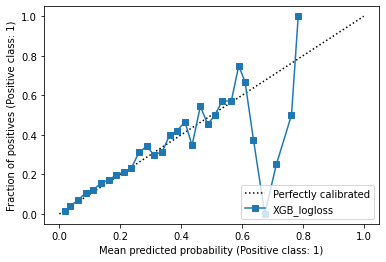 Fraction of positives (Positive class: 1)
1.0
0.8
0.6
0.4
0.2
0.0
Perfectly calibrated
XGB_logloss
0.0 0.2 0.4 0.6 0.8 1.0
Mean predicted probability (Positive class: 1)